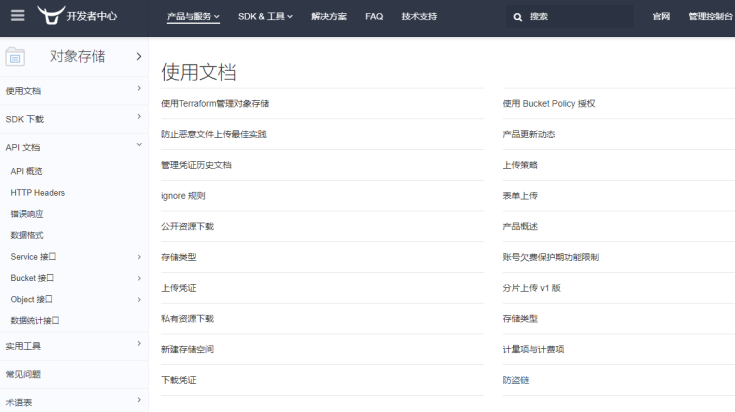 开发者中心 产品与服务 SDK & 工具 解决方案 FAQ 技术支持 搜索 官网 管理控制台
对象存储
使用文档
SDK 下载
API 文档
API 概览
HTTP Headers
错误响应
数据格式
Service 接口
Bucket 接口
Object 接口
数据统计接口
实用工具
常见问题
术语表
使用文档
使用Terraform管理对象存储
使用 Bucket Policy 授权
防止恶意文件上传最佳实践
产品更新动态
管理凭证历史文档
上传策略
ignore 规则
表单上传
公开资源下载
产品概述
存储类型
账号欠费保护期功能限制
上传凭证
分片上传 v1 版
私有资源下载
存储类型
新建存储空间
计量项与计费项
下载凭证
防盗链